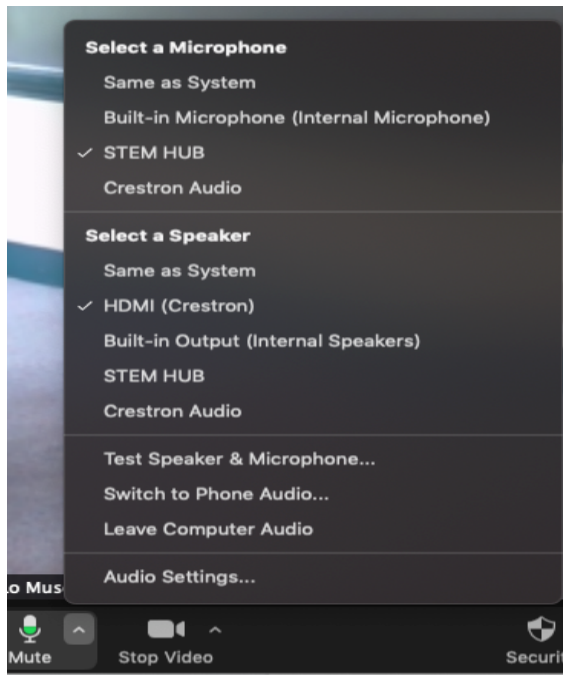 Select a Microphone
Same as System
Built-in Microphone (Internal Microphone)
✓ STEM HUB
Crestron Audio
Select a Speaker
Same as System
✓ HDMI (Crestron)
Built-in Output (Internal Speakers)
STEM HUB
Crestron Audio
Test Speaker & Microphone...
Switch to Phone Audio...
Leave Computer Audio
Audio Settings...
Mute
Stop Video